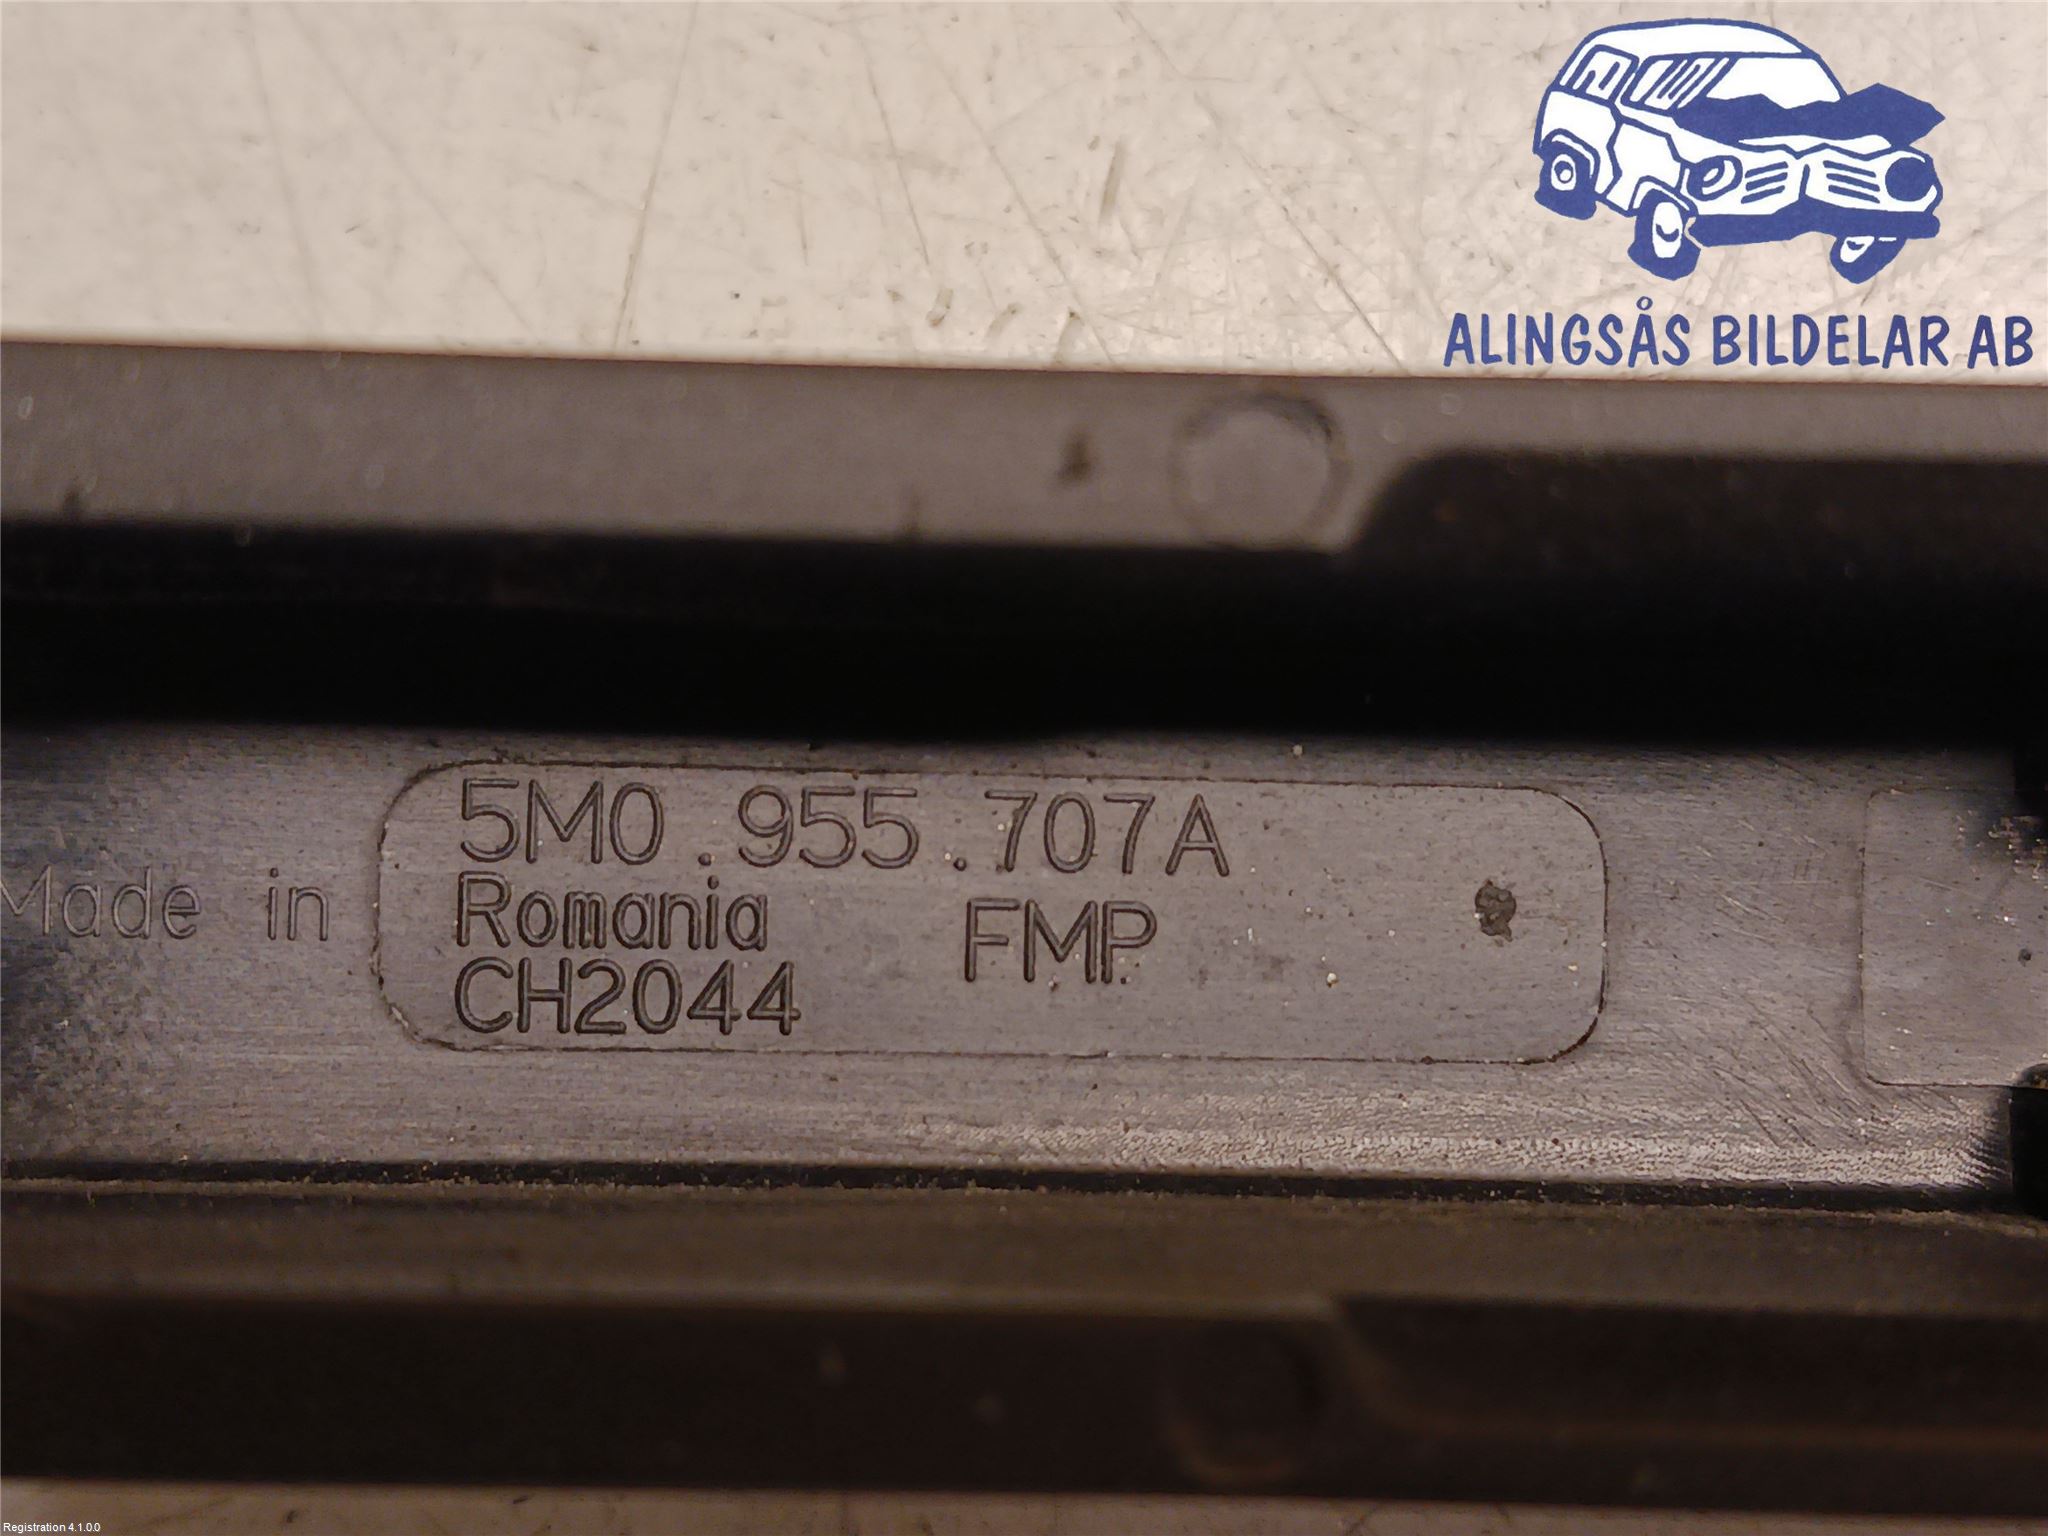 ALINGSÅS BILDELAR AB
5M0.955.707A
Made in Romania FMP
CH2044
Registration 4.1.0.0